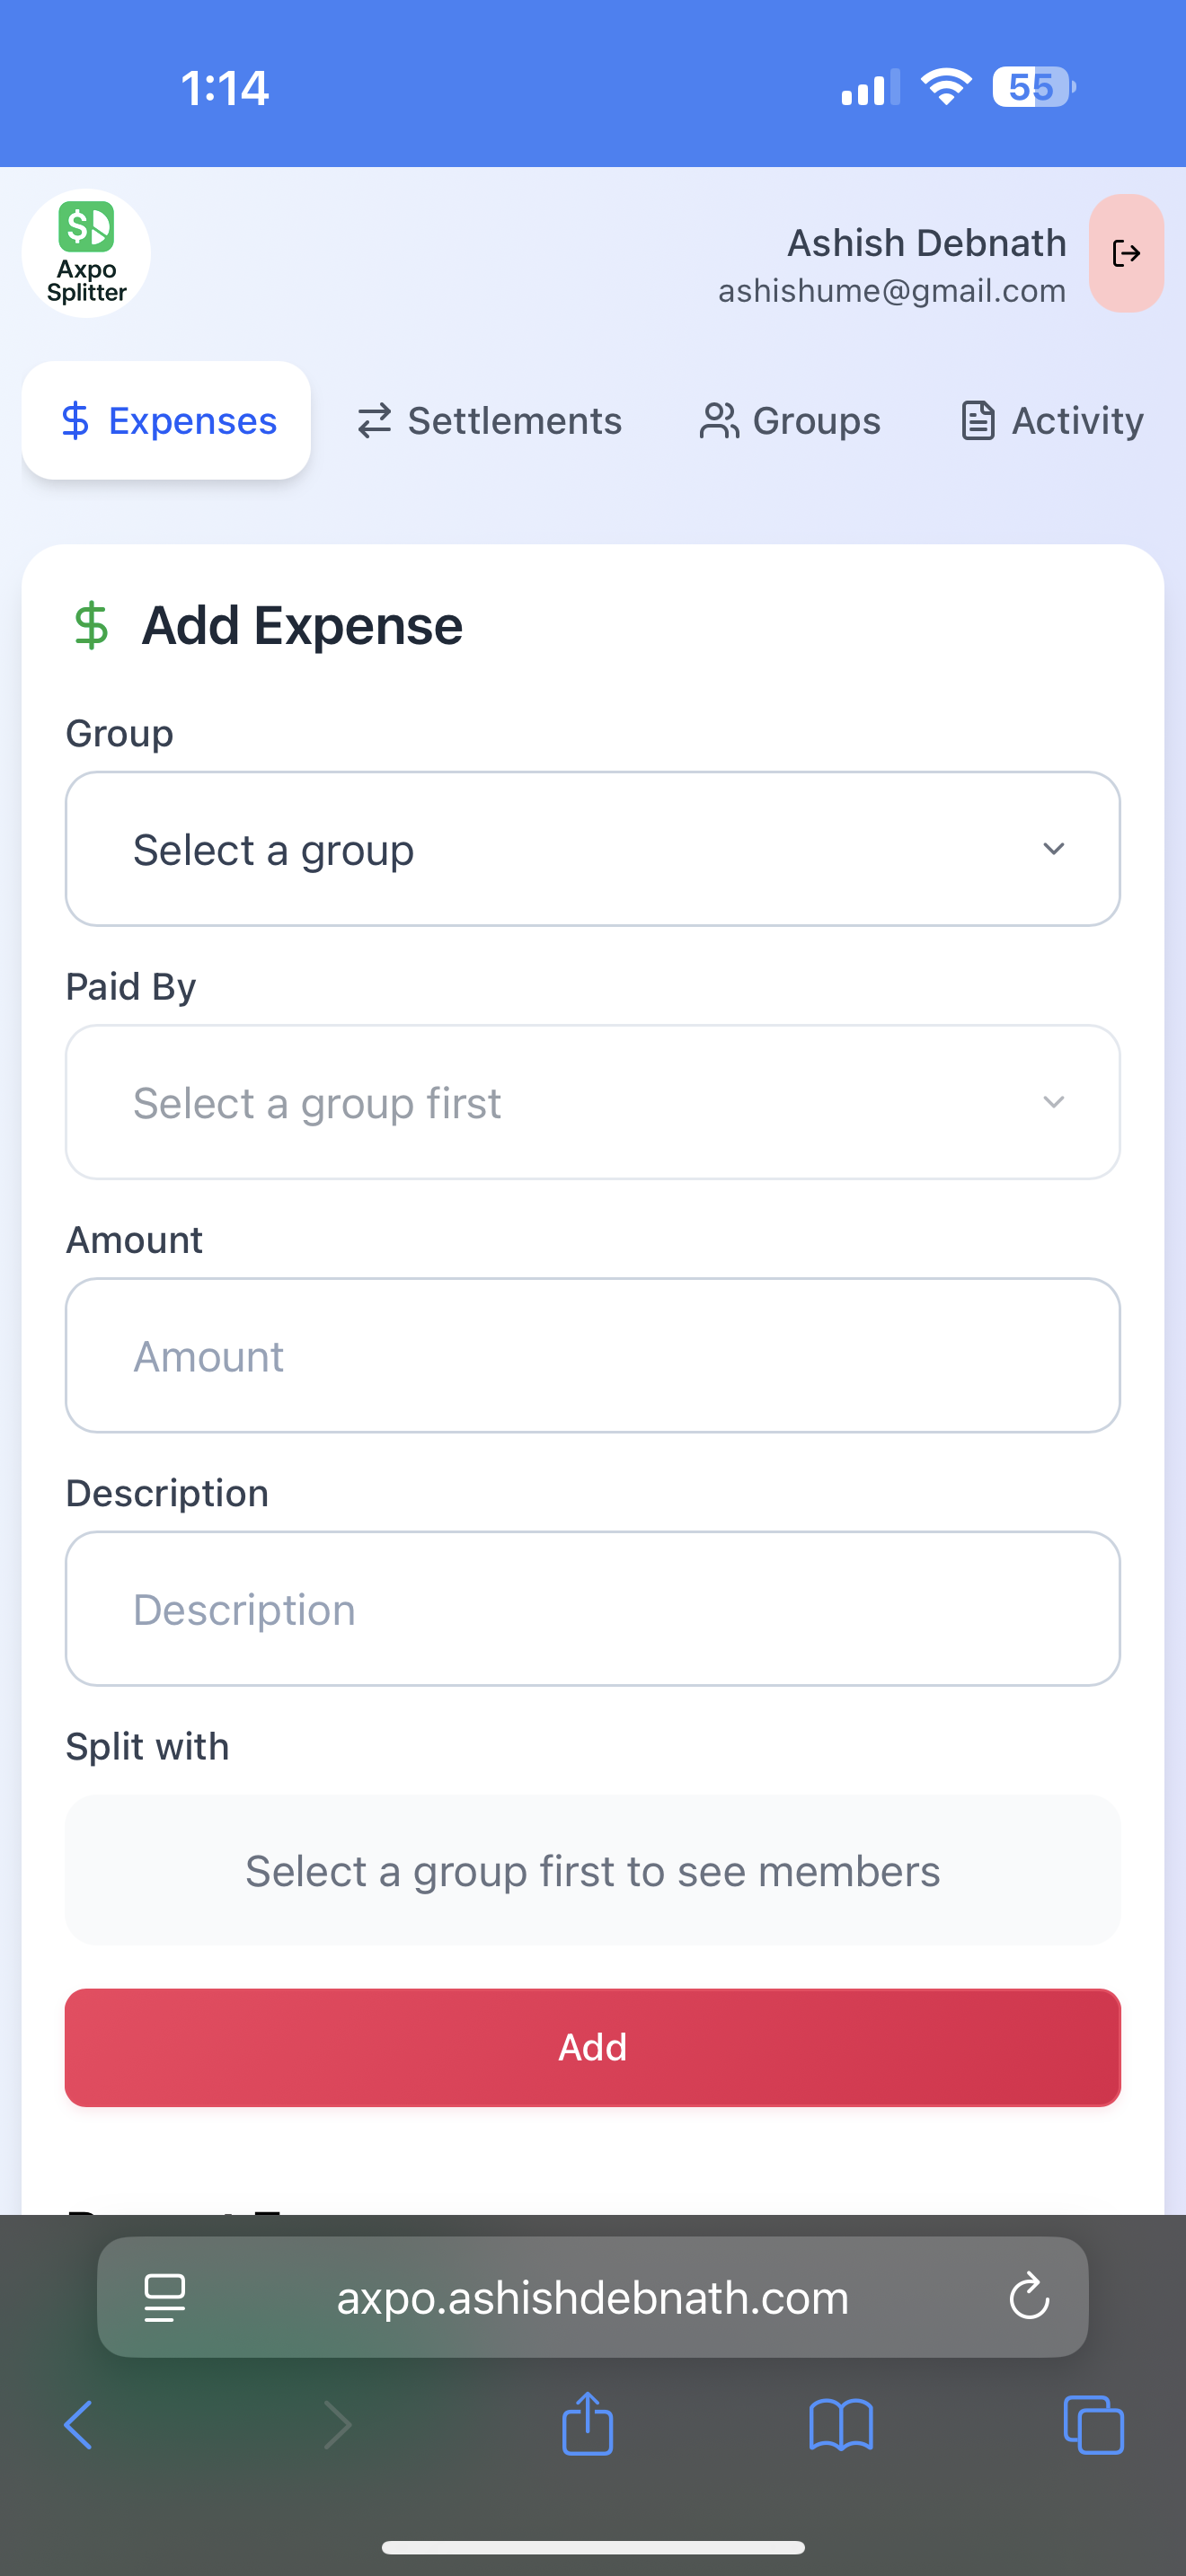 1:14
55
$
Axpo
Splitter
Ashish Debnath
ashishume@gmail.com
$ Expenses
Settlements
Groups
Activity
$ Add Expense
Group
Select a group
Paid By
Select a group first
Amount
Amount
Description
Description
Split with
Select a group first to see members
Add
axpo.ashishdebnath.com